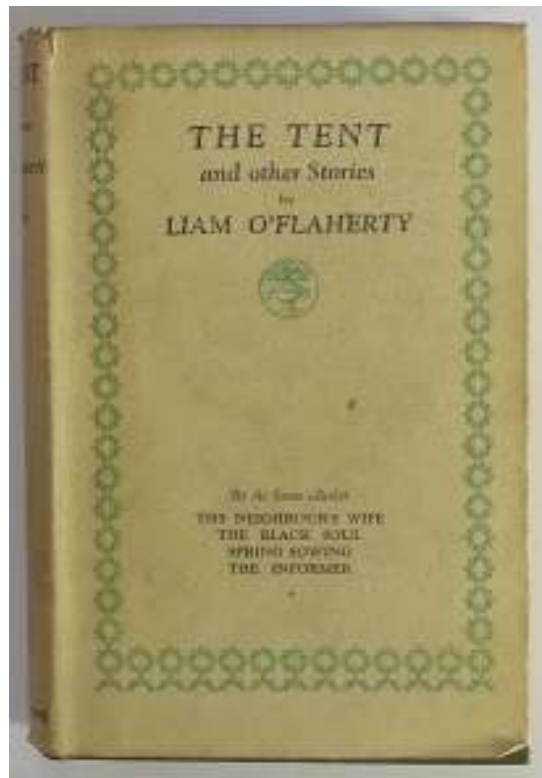 THE TENT
and other Stories
by
LIAM O'FLAHERTY
By the Same Author
THY NEIGHBOUR'S WIFE
THE BLACK SOUL
SPRING SOWING
THE INFORMER